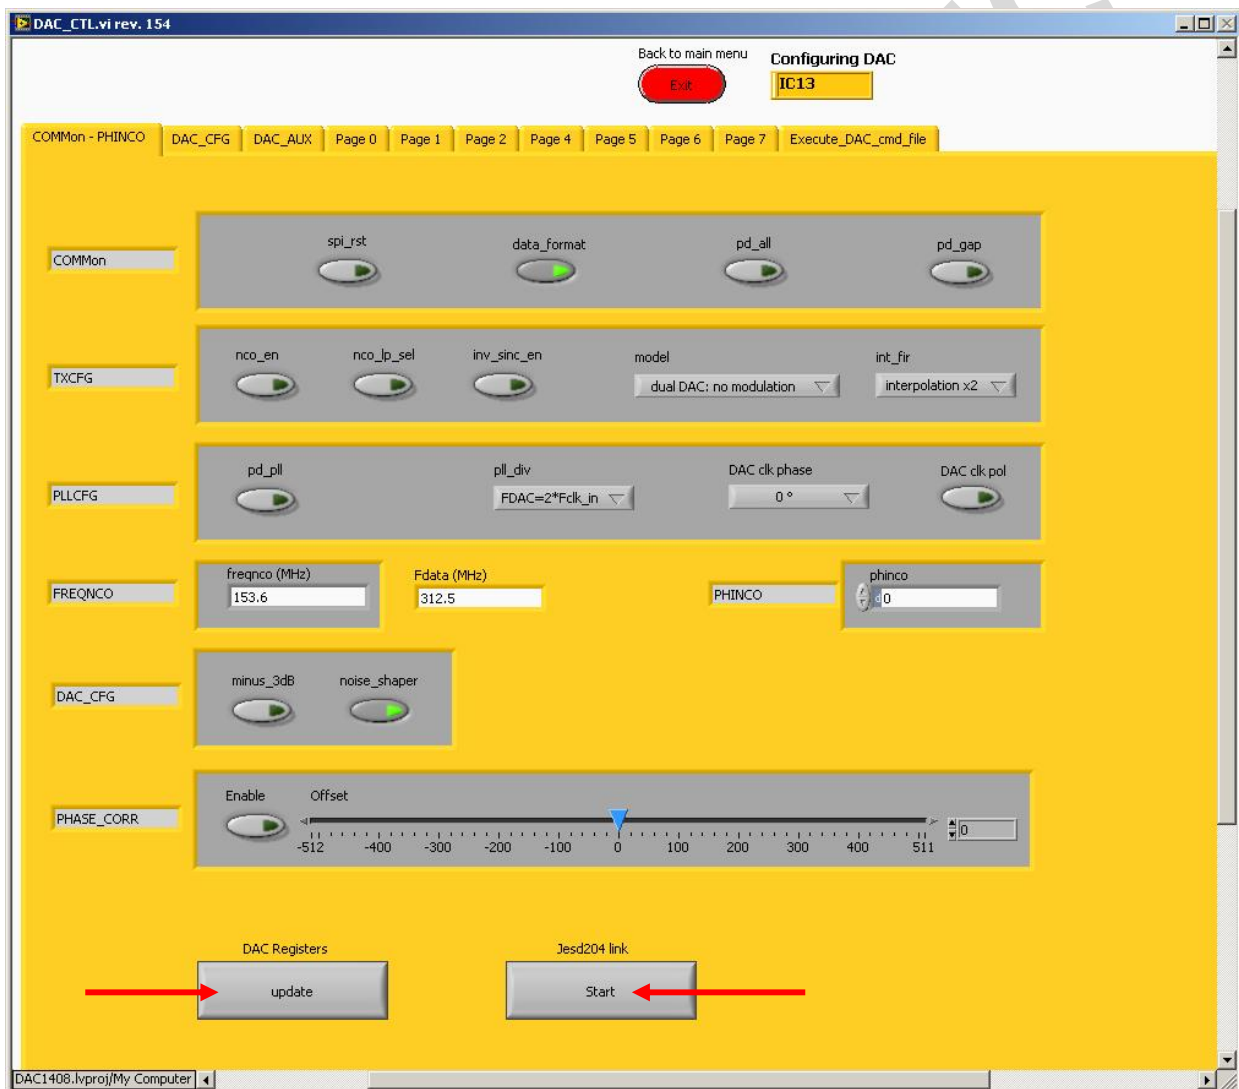 DAC_CTL.vi rev. 154
Back to main menu
Exit
Configuring DAC
IC13
COMMon - PHINCO DAC_CFG DAC_AUX Page 0 Page 1 Page 2 Page 4 Page 5 Page 6 Page 7 Execute_DAC_cmd_file
COMMon
spi_rst data_format pd_all pd_gap
TXCFG
nco_en nco_lp_sel inv_sinc_en model int_fir
dual DAC: no modulation interpolation x2
PLLCFG
pd_pll pll_div DAC clk phase DAC clk pol
FDAC=2*Fclk_in 0 °
FREQNCO
freqnco (MHz) Fdata (MHz)
153.6 312.5
PHINCO
phinco
d 0
DAC_CFG
minus_3dB noise_shaper
PHASE_CORR
Enable Offset
-512 -400 -300 -200 -100 0 100 200 300 400 511
0
DAC Registers Jesd204 link
update Start
DAC1408.lvproj/My Computer